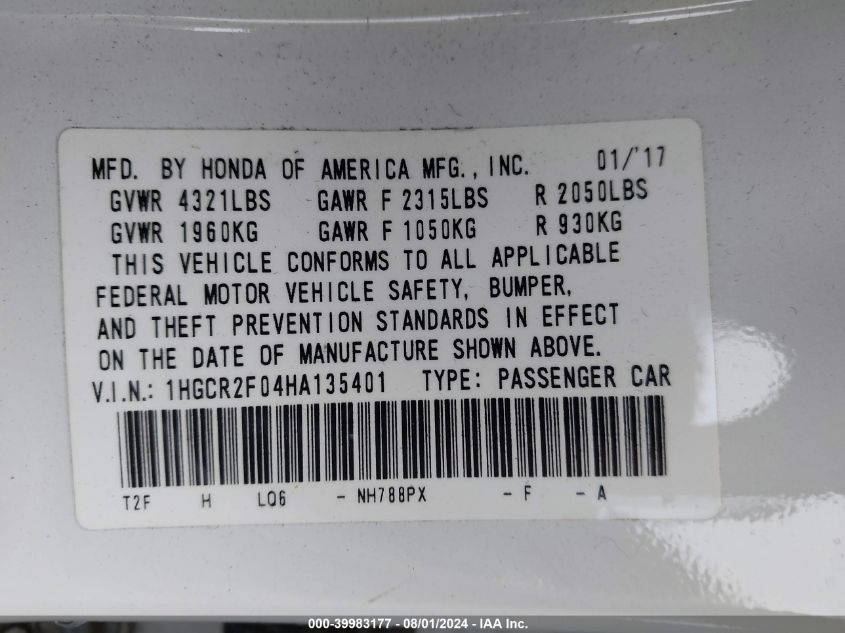 MFD. BY HONDA OF AMERICA MFG., INC. 01/'17
GVWR 4321LBS GAWR F 2315LBS R 2050LBS
GVWR 1960KG GAWR F 1050KG R 930KG
THIS VEHICLE CONFORMS TO ALL APPLICABLE
FEDERAL MOTOR VEHICLE SAFETY, BUMPER,
AND THEFT PREVENTION STANDARDS IN EFFECT
ON THE DATE OF MANUFACTURE SHOWN ABOVE.
V.I.N.: 1HGCR2F04HA135401 TYPE: PASSENGER CAR
T2F H LQ6 - NH788PX - F - A
000-39983177 - 08/01/2024 - IAA Inc.